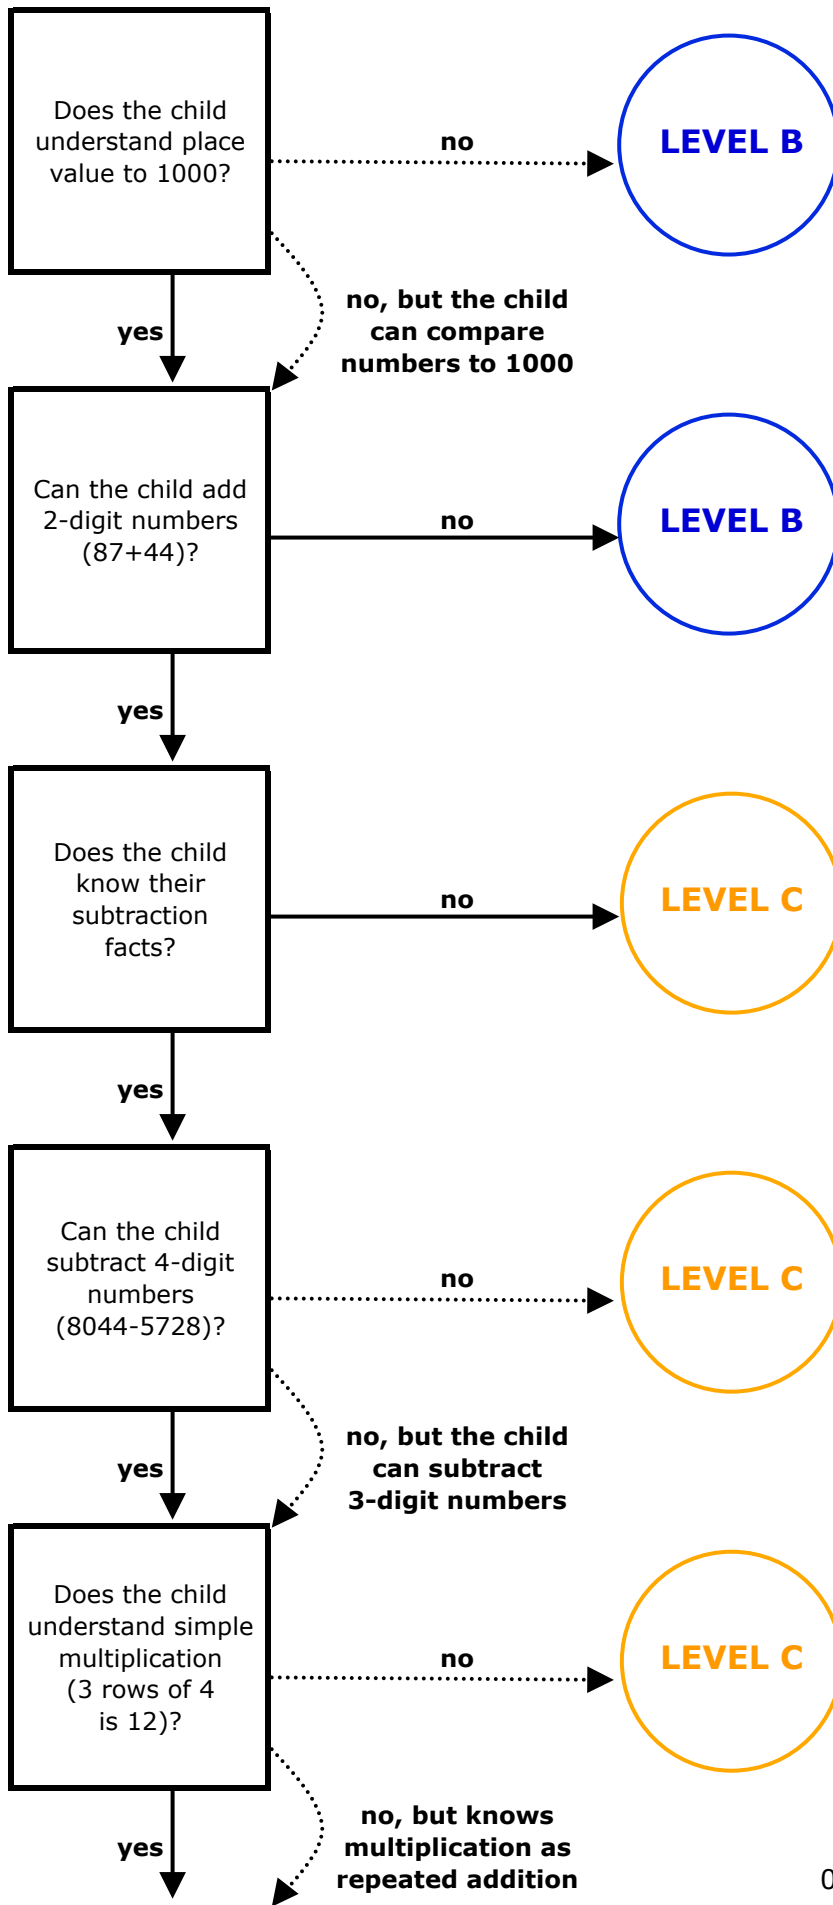 Does the child
understand place
value to 1000?
no
LEVEL B
no, but the child
can compare
numbers to 1000
yes
Can the child add
2-digit numbers
(87+44)?
no
LEVEL B
yes
Does the child
know their
subtraction
facts?
no
LEVEL C
yes
Can the child
subtract 4-digit
numbers
(8044-5728)?
no
LEVEL C
no, but the child
can subtract
3-digit numbers
yes
Does the child
understand simple
multiplication
(3 rows of 4
is 12)?
no
LEVEL C
no, but knows
multiplication as
repeated addition
yes
0